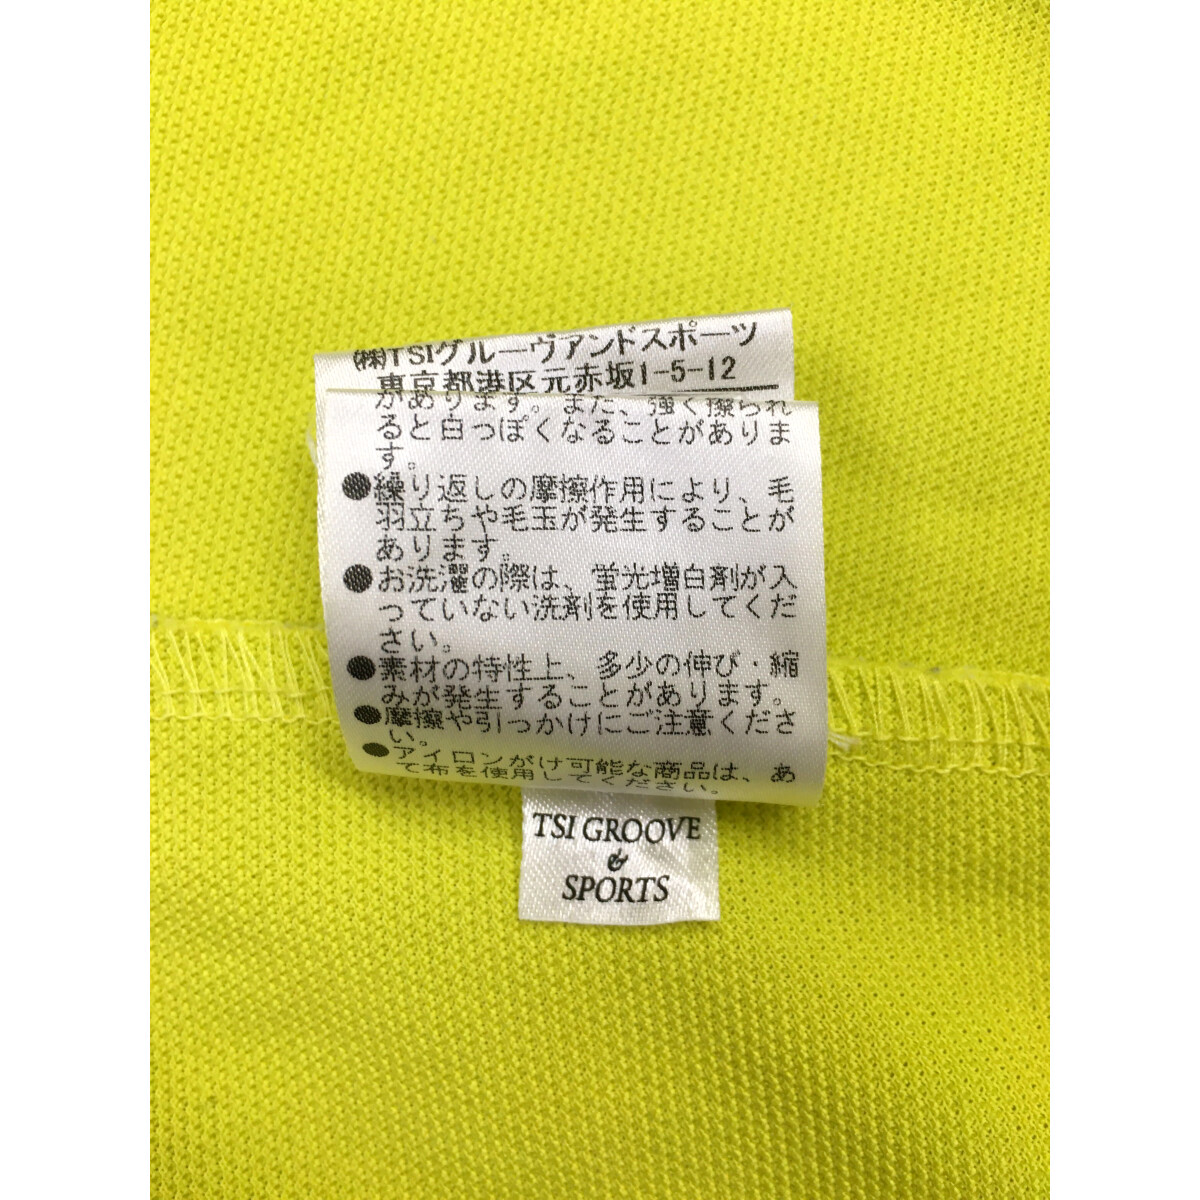 (株)TSIグルーヴアンドスポーツ
東京都港区元赤坂1-5-12
があります。また、強く擦られ
ると白っぽくなることがありま
す。
●繰り返しの摩擦作用により、毛
羽立ちや毛玉が発生することが
あります。
●お洗濯の際は、蛍光増白剤が入
っていない洗剤を使用してくだ
さい。
●素材の特性上、多少の伸び・縮
みが発生することがあります。
●摩擦や引っかけにご注意くださ
い。
●アイロンがけ可能な商品は、あ
て布を使用してください。
TSI GROOVE
&
SPORTS